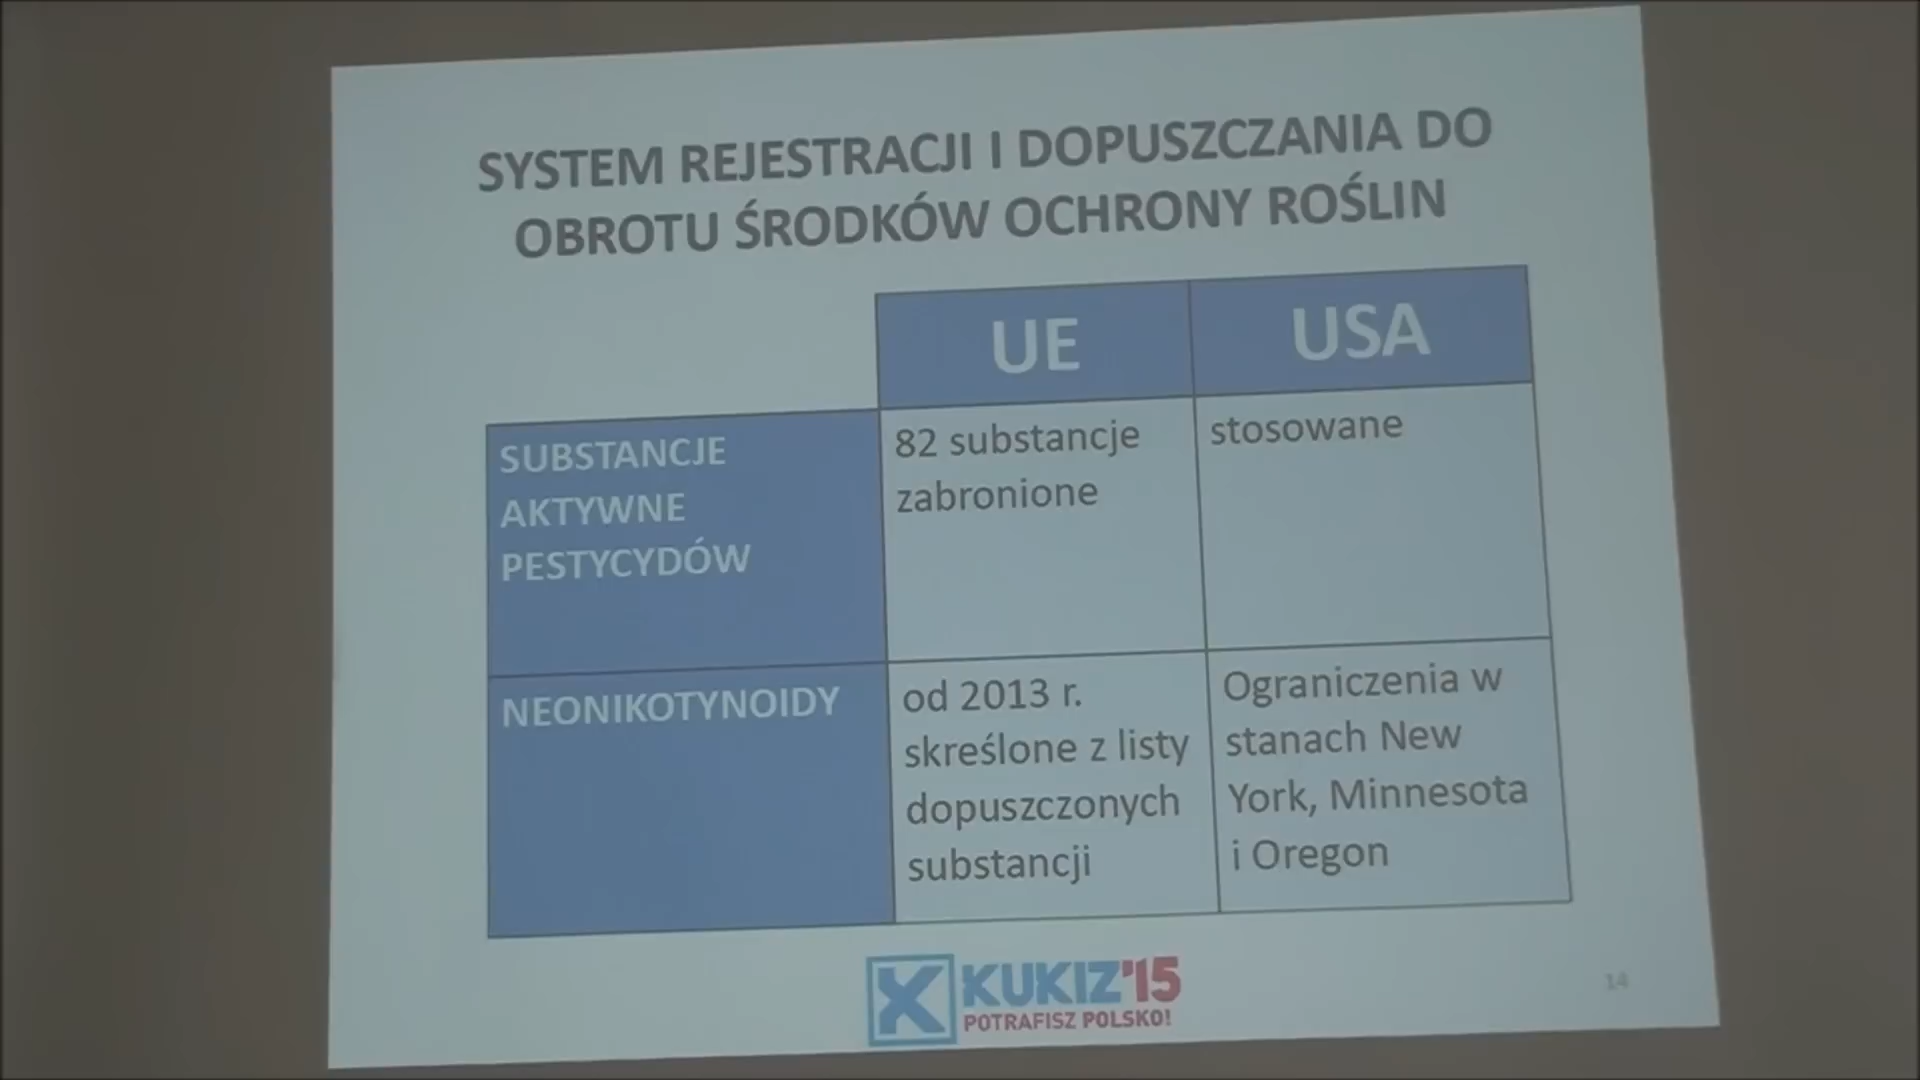 SYSTEM REJESTRACJI I DOPUSZCZANIA DO
OBROTU ŚRODKÓW OCHRONY ROŚLIN
UE
USA
SUBSTANCJE
AKTYWNE
PESTYCYDÓW
82 substancje
zabronione
stosowane
NEONIKOTYNOIDY
od 2013 r.
skreślone z listy
dopuszczonych
substancji
Ograniczenia w
stanach New
York, Minnesota
i Oregon
KUKIZ'15
POTRAFISZ POLSKO!
14